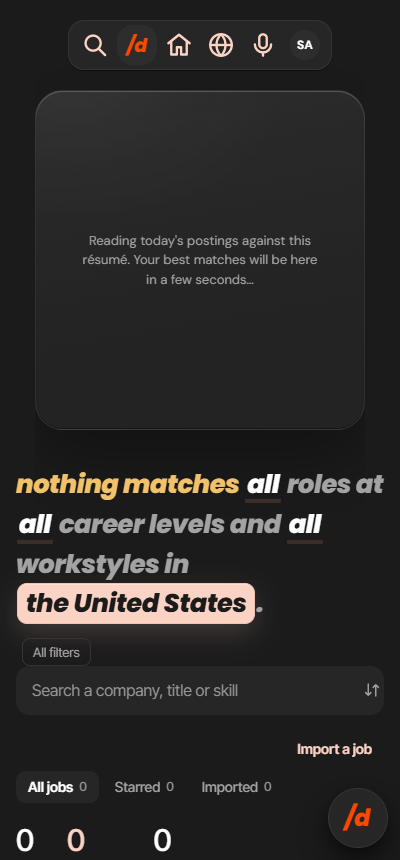 /d
SA
Reading today's postings against this
résumé. Your best matches will be here
in a few seconds…
nothing matches all roles at
all career levels and all
workstyles in
the United States .
All filters
Search a company, title or skill
Import a job
All jobs 0 Starred 0 Imported 0
/d
0 0 0